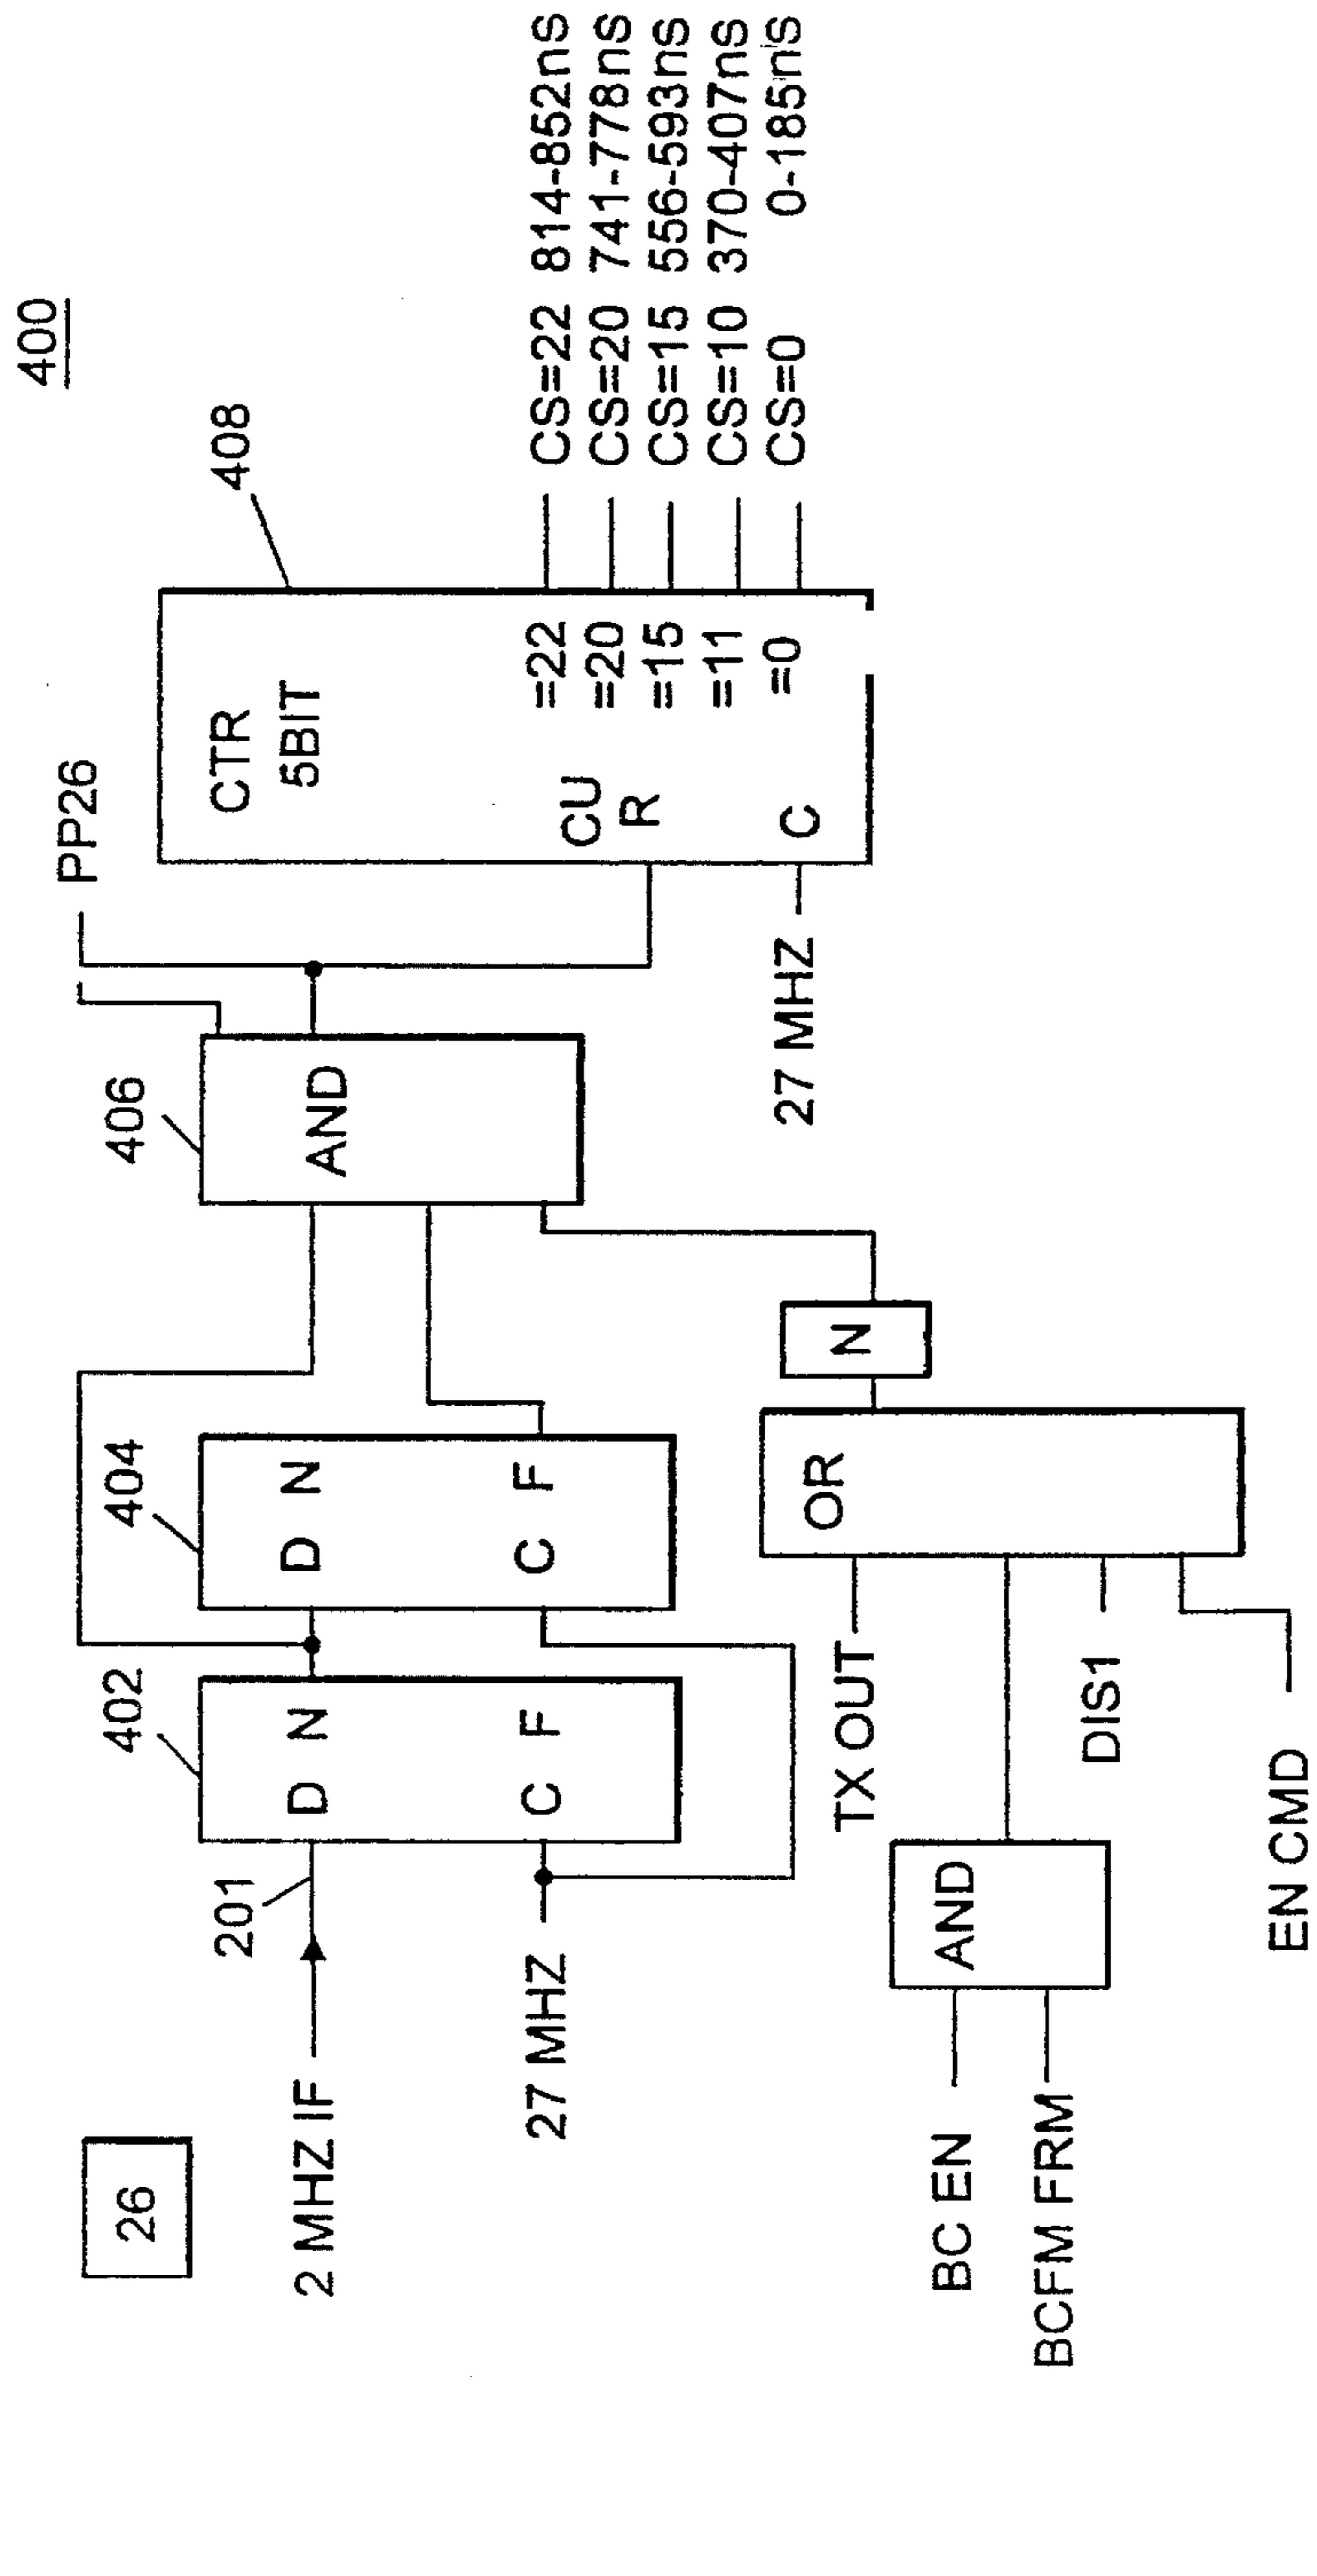 400
26
2 MHZ IF
201
27 MHZ
402
D N
C F
404
D N
C F
406
AND
PP26
408
CTR
5BIT
CU
R
C
27 MHZ
=22
=20
=15
=11
=0
CS=22 814-852nS
CS=20 741-778nS
CS=15 556-593nS
CS=10 370-407nS
CS=0 0-185nS
BC EN
BCFM FRM
AND
TX OUT
DIS1
EN CMD
OR
N